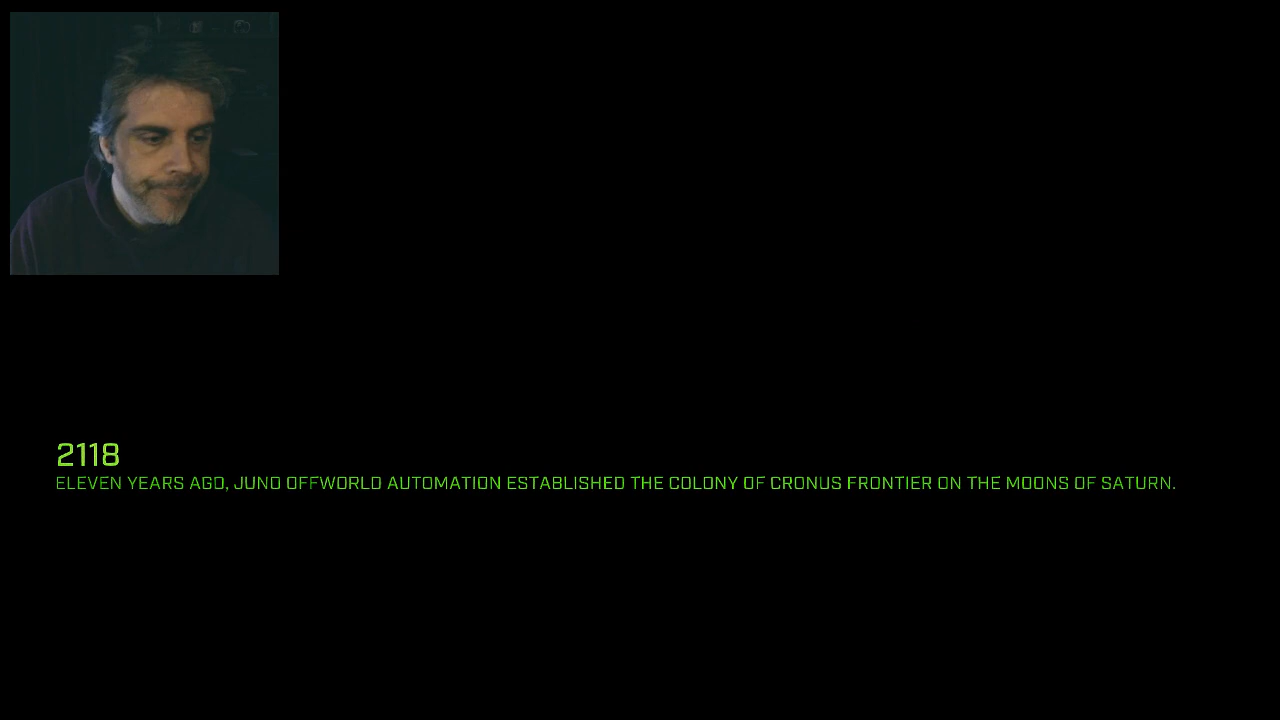 2118
ELEVEN YEARS AGO, JUNO OFFWORLD AUTOMATION ESTABLISHED THE COLONY OF CRONUS FRONTIER ON THE MOONS OF SATURN.